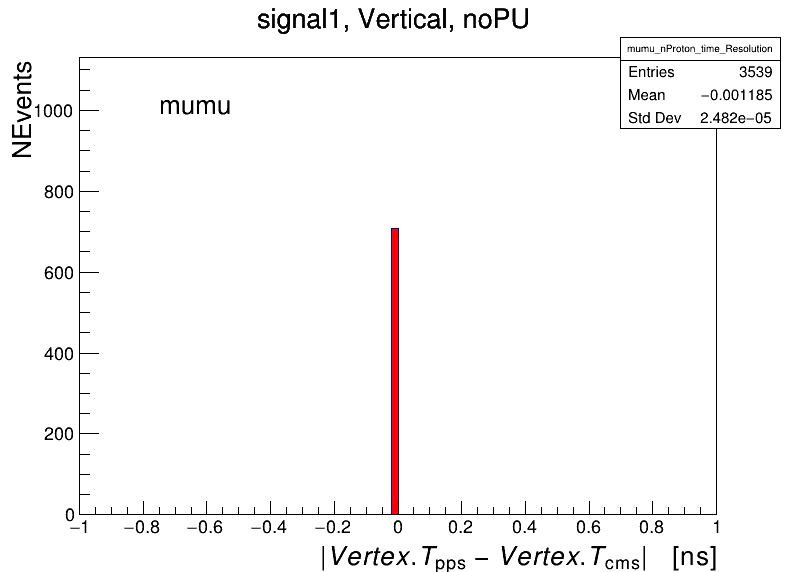 signal1, Vertical, noPU
mumu_nProton_time_Resolution
Entries 3539
Mean −0.001185
Std Dev 2.482e−05
NEvents
mumu
1000
800
600
400
200
0
−1 −0.8 −0.6 −0.4 −0.2 0 0.2 0.4 0.6 0.8 1
|Vertex.Tpps − Vertex.Tcms| [ns]